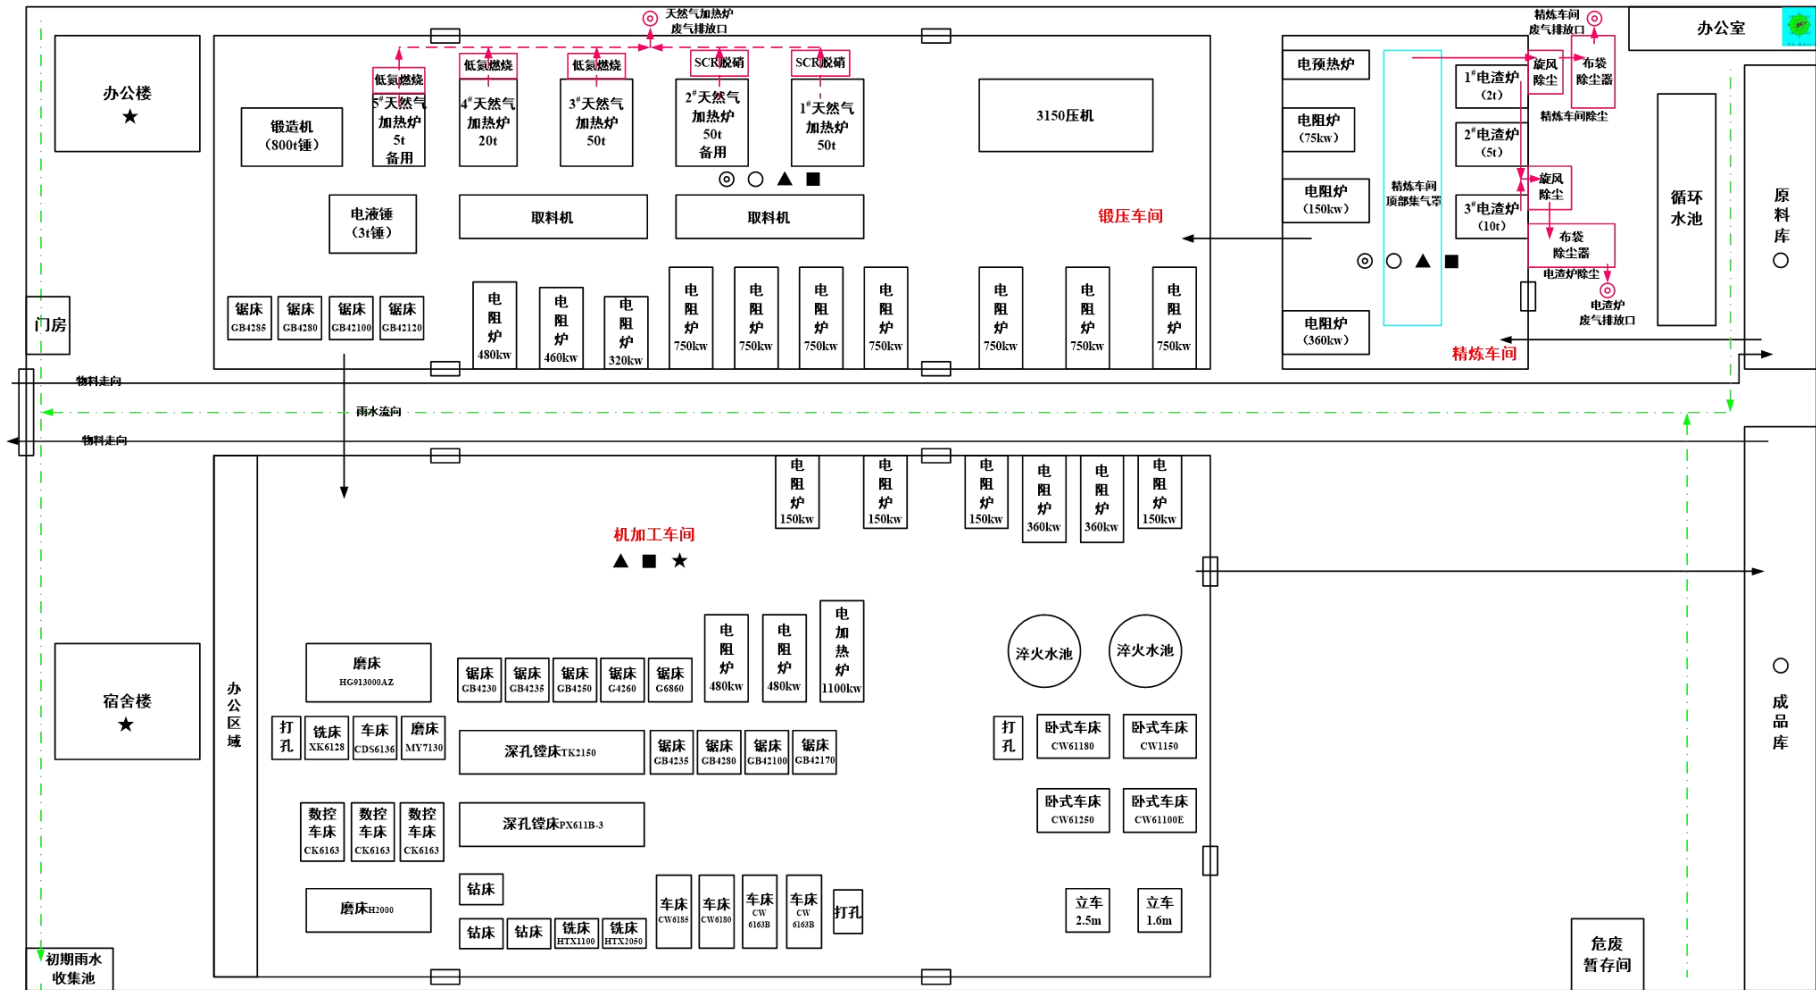 天然气加热炉
废气排放口
精炼车间
废气排放口
办公室
办公楼
★
低氮燃烧
低氮燃烧
低氮燃烧
SCR脱硝
SCR脱硝
锻造机
(800t锤)
5#天然气
加热炉
5t
备用
4#天然气
加热炉
20t
3#天然气
加热炉
50t
2#天然气
加热炉
50t
备用
1#天然气
加热炉
50t
3150压机
电预热炉
1#电渣炉
(2t)
旋风
除尘
布袋
除尘器
精炼车间除尘
电阻炉
(75kw)
2#电渣炉
(5t)
电液锤
(3t锤)
取料机
取料机
锻压车间
电阻炉
(150kw)
精炼车间
顶部集气罩
3#电渣炉
(10t)
旋风
除尘
布袋
除尘器
电渣炉除尘
电渣炉
废气排放口
循环
水池
原料库
门房
锯床
GB4285
锯床
GB4280
锯床
GB42100
锯床
GB42120
电阻炉
480kw
电阻炉
460kw
电阻炉
320kw
电阻炉
750kw
电阻炉
750kw
电阻炉
750kw
电阻炉
750kw
电阻炉
750kw
电阻炉
750kw
电阻炉
750kw
电阻炉
(360kw)
精炼车间
物料走向
雨水流向
物料走向
电阻炉
150kw
电阻炉
150kw
电阻炉
150kw
电阻炉
360kw
电阻炉
360kw
电阻炉
150kw
机加工车间
宿舍楼
★
办公区域
磨床
HG913000AZ
锯床
GB4230
锯床
GB4235
锯床
GB4250
锯床
G4260
锯床
G6860
电阻炉
480kw
电阻炉
480kw
电加热炉
1100kw
淬火水池
淬火水池
成品库
打孔
铣床
XK6128
车床
CDS6136
磨床
MY7130
深孔镗床TK2150
锯床
GB4235
锯床
GB4280
锯床
GB42100
锯床
GB42170
打孔
卧式车床
CW61180
卧式车床
CW1150
数控
车床
CK6163
数控
车床
CK6163
数控
车床
CK6163
深孔镗床PX611B-3
卧式车床
CW61250
卧式车床
CW61100E
磨床H2000
钻床
钻床
钻床
铣床
HTX1100
铣床
HTX2050
车床
CW6185
车床
CW6180
车床
CW
6163B
车床
CW
6163B
打孔
立车
2.5m
立车
1.6m
初期雨水
收集池
危废
暂存间